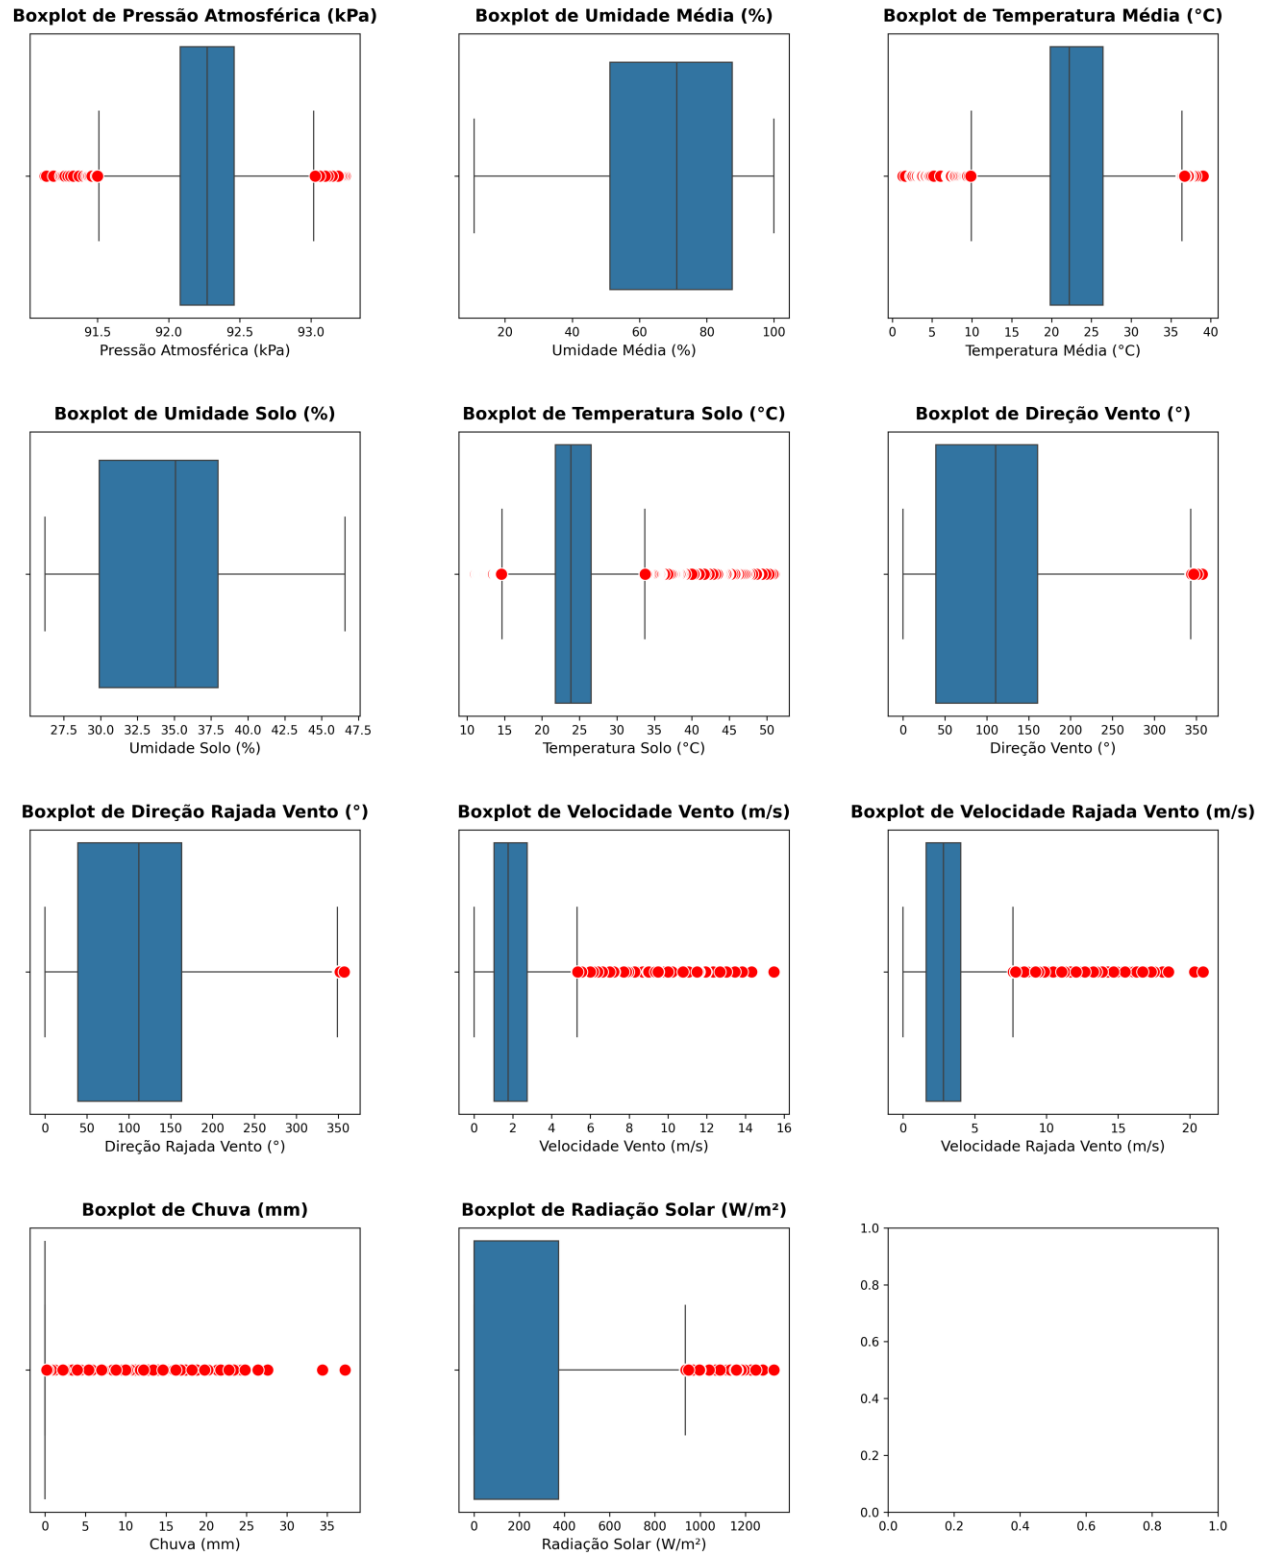 Boxplot de Pressão Atmosférica (kPa)
91.5 92.0 92.5 93.0
Pressão Atmosférica (kPa)
Boxplot de Umidade Média (%)
20 40 60 80 100
Umidade Média (%)
Boxplot de Temperatura Média (°C)
0 5 10 15 20 25 30 35 40
Temperatura Média (°C)
Boxplot de Umidade Solo (%)
27.5 30.0 32.5 35.0 37.5 40.0 42.5 45.0 47.5
Umidade Solo (%)
Boxplot de Temperatura Solo (°C)
10 15 20 25 30 35 40 45 50
Temperatura Solo (°C)
Boxplot de Direção Vento (°)
0 50 100 150 200 250 300 350
Direção Vento (°)
Boxplot de Direção Rajada Vento (°)
0 50 100 150 200 250 300 350
Direção Rajada Vento (°)
Boxplot de Velocidade Vento (m/s)
0 2 4 6 8 10 12 14 16
Velocidade Vento (m/s)
Boxplot de Velocidade Rajada Vento (m/s)
0 5 10 15 20
Velocidade Rajada Vento (m/s)
Boxplot de Chuva (mm)
0 5 10 15 20 25 30 35
Chuva (mm)
Boxplot de Radiação Solar (W/m²)
0 200 400 600 800 1000 1200
Radiação Solar (W/m²)
1.0
0.8
0.6
0.4
0.2
0.0
0.0 0.2 0.4 0.6 0.8 1.0